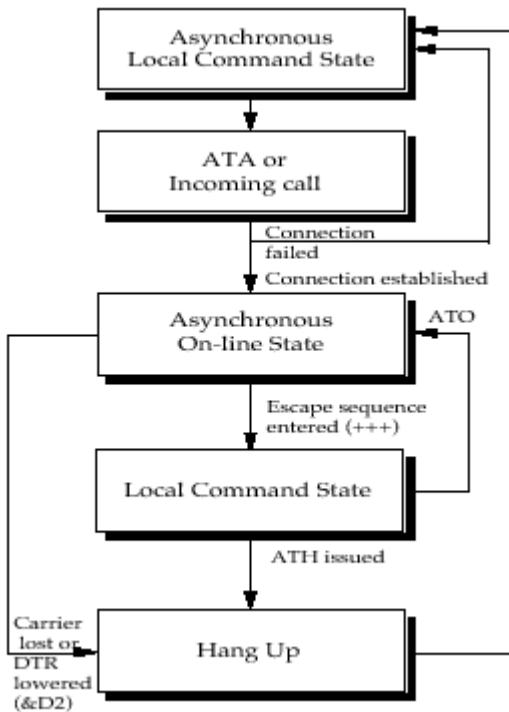 Asynchronous
Local Command State
ATA or
Incoming call
Connection
failed
Connection established
Asynchronous
On-line State
ATO
Escape sequence
entered (+++)
Local Command State
ATH issued
Carrier
lost or
DTR
lowered
(&D2)
Hang Up